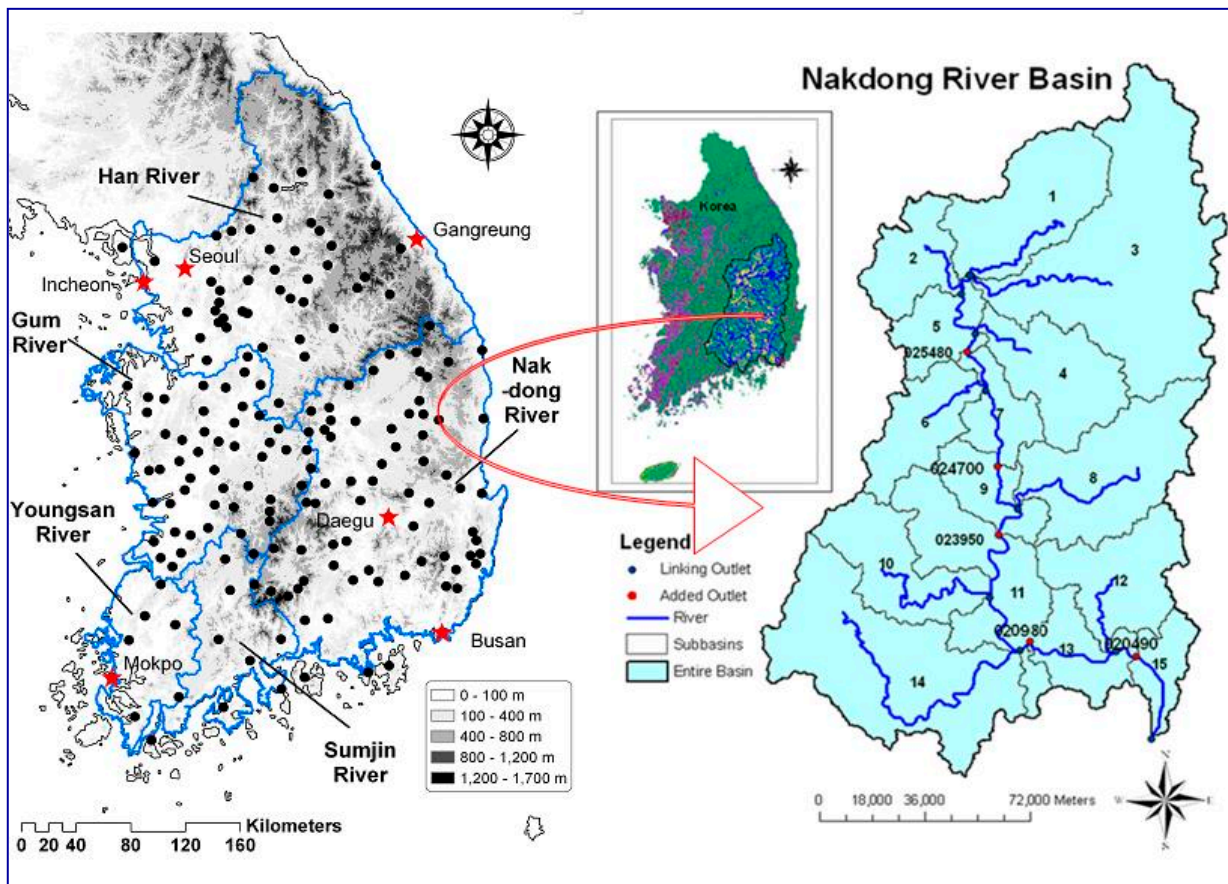 Han River
Gangreung
Seoul
Incheon
Gum
River
Nak
-dong
River
Youngsan
River
Daegu
Busan
Mokpo
Sumjin
River
0 - 100 m
100 - 400 m
400 - 800 m
800 - 1,200 m
1,200 - 1,700 m
Kilometers
0 20 40 80 120 160
Korea
Nakdong River Basin
1
2
3
5
025480
4
6
024700
9
8
023950
10
11
12
020980
13
020490
15
14
Legend
Linking Outlet
Added Outlet
River
Subbasins
Entire Basin
0 18,000 36,000 72,000 Meters
N
W
E
S